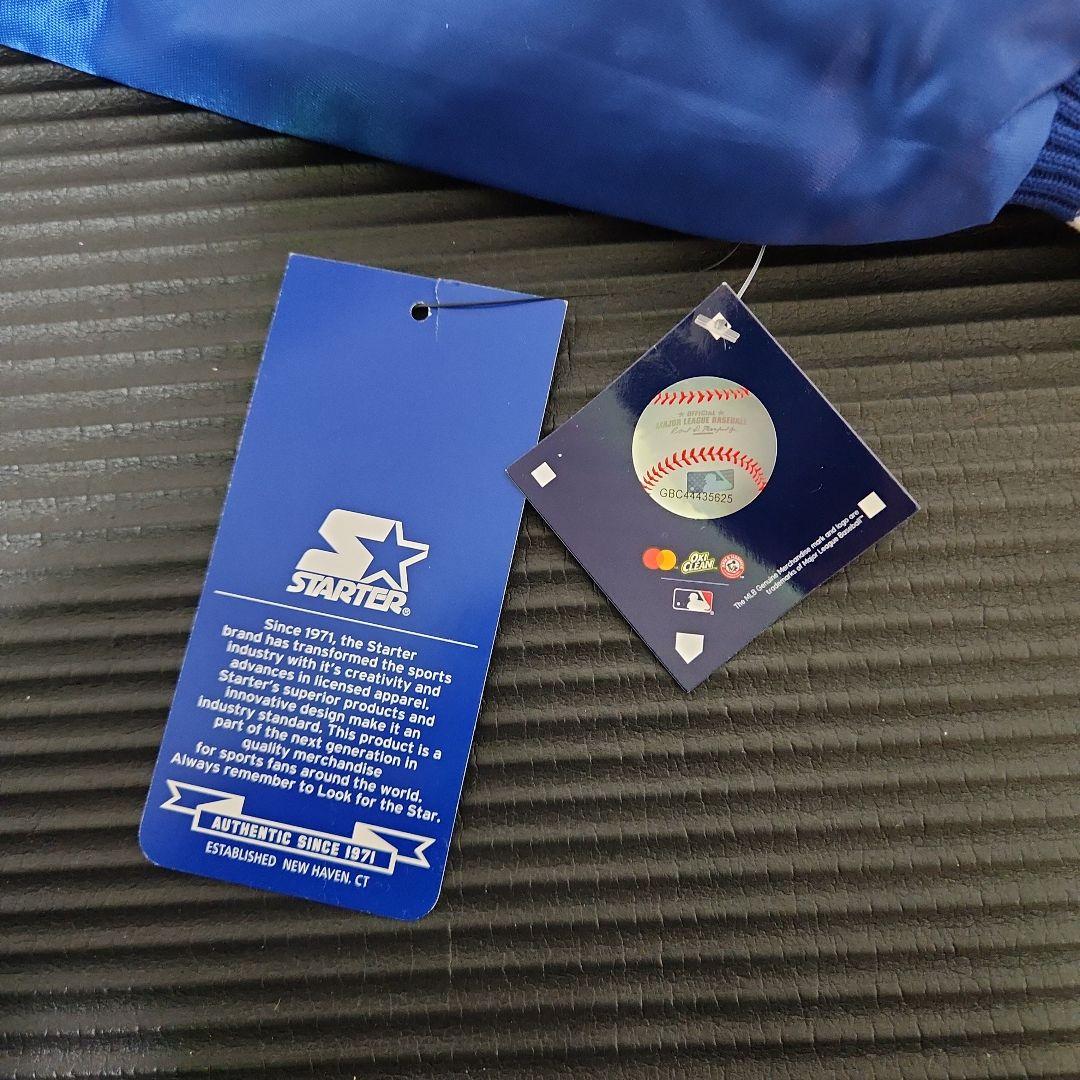 STARTER®
Since 1971, the Starter
brand has transformed the sports
industry with it's creativity and
advances in licensed apparel.
Starter's superior products and
innovative design make it an
industry standard. This product is a
part of the next generation in
quality merchandise
for sports fans around the world.
Always remember to Look for the Star.
AUTHENTIC SINCE 1971
ESTABLISHED NEW HAVEN, CT
OFFICIAL
MAJOR LEAGUE BASEBALL
GBC44435625
OXI
CLEAN
The MLB Genuine Merchandise mark and logo are
trademarks of Major League Baseball™